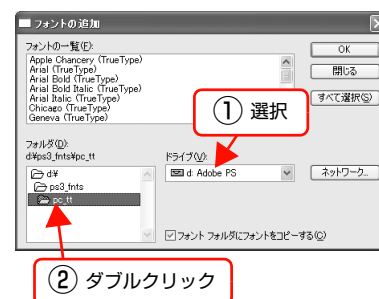 フォントの追加
フォントの一覧(F):
Apple Chancery (TrueType)
Arial (TrueType)
Arial Bold (TrueType)
Arial Bold Italic (TrueType)
Arial Italic (TrueType)
Chicago (TrueType)
Geneva (TrueType)
OK
閉じる
すべて選択(S)
① 選択
フォルダ(D):
d:¥ps3_fnts¥pc_tt
d:¥
ps3_fnts
pc_tt
ドライブ(V):
d: Adobe PS
ネットワーク...
フォント フォルダにフォントをコピーする(C)
② ダブルクリック